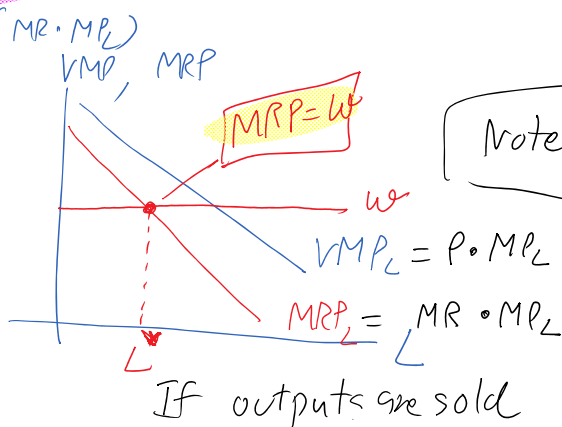 (MR · MPL)
VMP, MRP
MRP = W
Note
W
VMPL = P · MPL
MRPL = MR · MPL
L
L
If outputs are sold